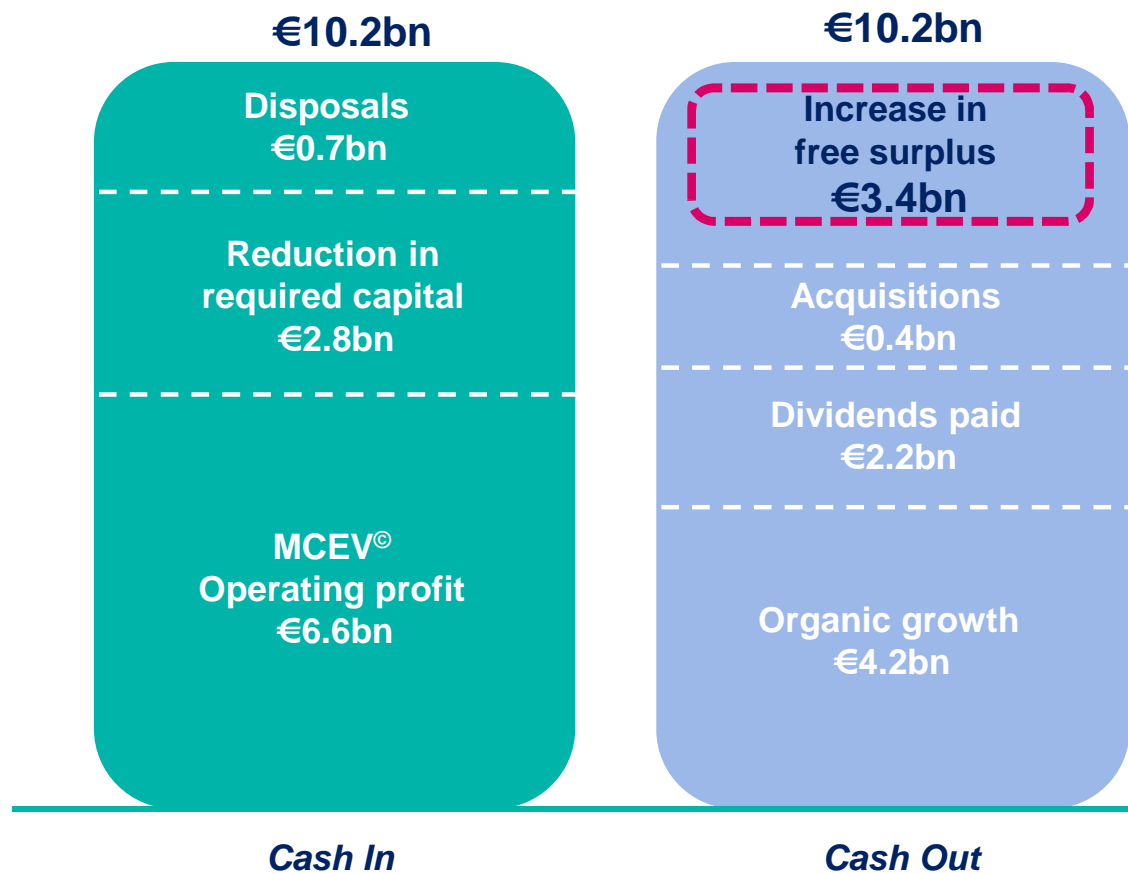 €10.2bn
Disposals
€0.7bn
Reduction in
required capital
€2.8bn
MCEV©
Operating profit
€6.6bn
Cash In
€10.2bn
Increase in
free surplus
€3.4bn
Acquisitions
€0.4bn
Dividends paid
€2.2bn
Organic growth
€4.2bn
Cash Out